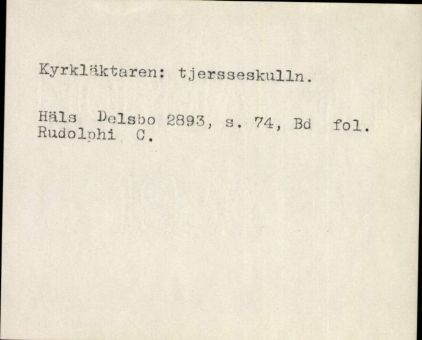 Kyrkläktaren: tjersseskulln.
Häls Delsbo 2893, s. 74, Bd fol.
Rudolphi C.